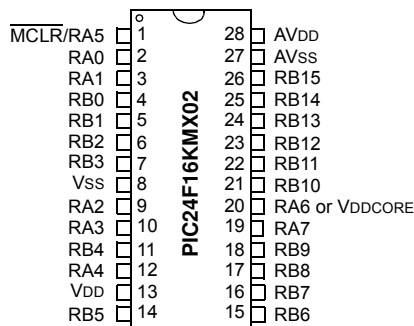 MCLR/RA5 1 28 AVDD
RA0 2 27 AVSS
RA1 3 26 RB15
RB0 4 25 RB14
RB1 5 24 RB13
RB2 6 23 RB12
RB3 7 22 RB11
VSS 8 21 RB10
RA2 9 20 RA6 or VDDCORE
RA3 10 19 RA7
RB4 11 18 RB9
RA4 12 17 RB8
VDD 13 16 RB7
RB5 14 15 RB6
PIC24F16KMX02